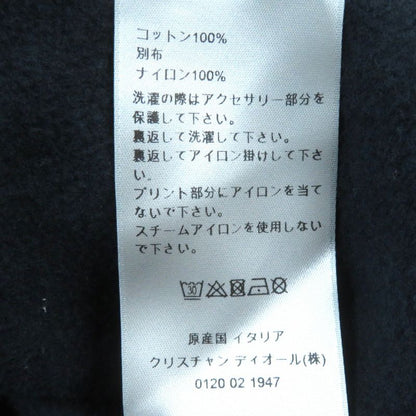 コットン100%
別布
ナイロン100%
洗濯の際はアクセサリー部分を
保護して下さい。
裏返して洗濯して下さい。
裏返してアイロン掛けして下さ
い。
プリント部分にアイロンを当て
ないで下さい。
スチームアイロンを使用しない
で下さい。
30
原産国 イタリア
クリスチャン ディオール(株)
0120 02 1947